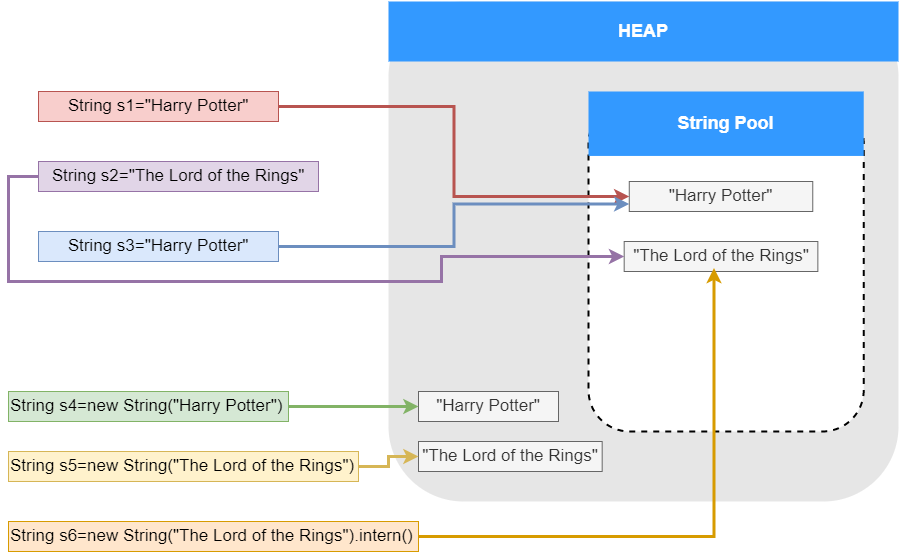 HEAP
String s1="Harry Potter"
String Pool
String s2="The Lord of the Rings"
"Harry Potter"
String s3="Harry Potter"
"The Lord of the Rings"
String s4=new String("Harry Potter")
"Harry Potter"
String s5=new String("The Lord of the Rings")
"The Lord of the Rings"
String s6=new String("The Lord of the Rings").intern()